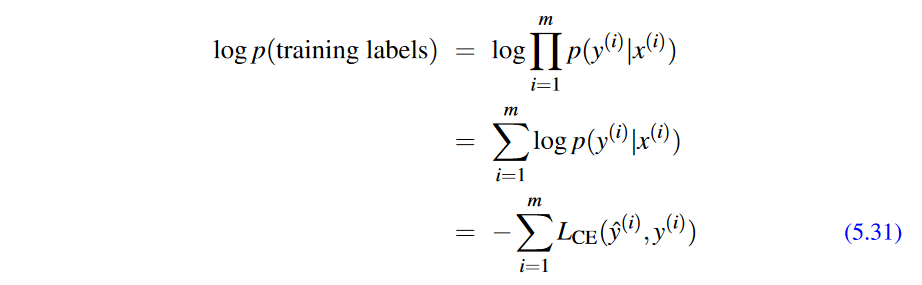 log p(training labels) = log ∏_{i=1}^{m} p(y^{(i)}|x^{(i)})
= ∑_{i=1}^{m} log p(y^{(i)}|x^{(i)})
= −∑_{i=1}^{m} L_{CE}(ŷ^{(i)}, y^{(i)}) (5.31)